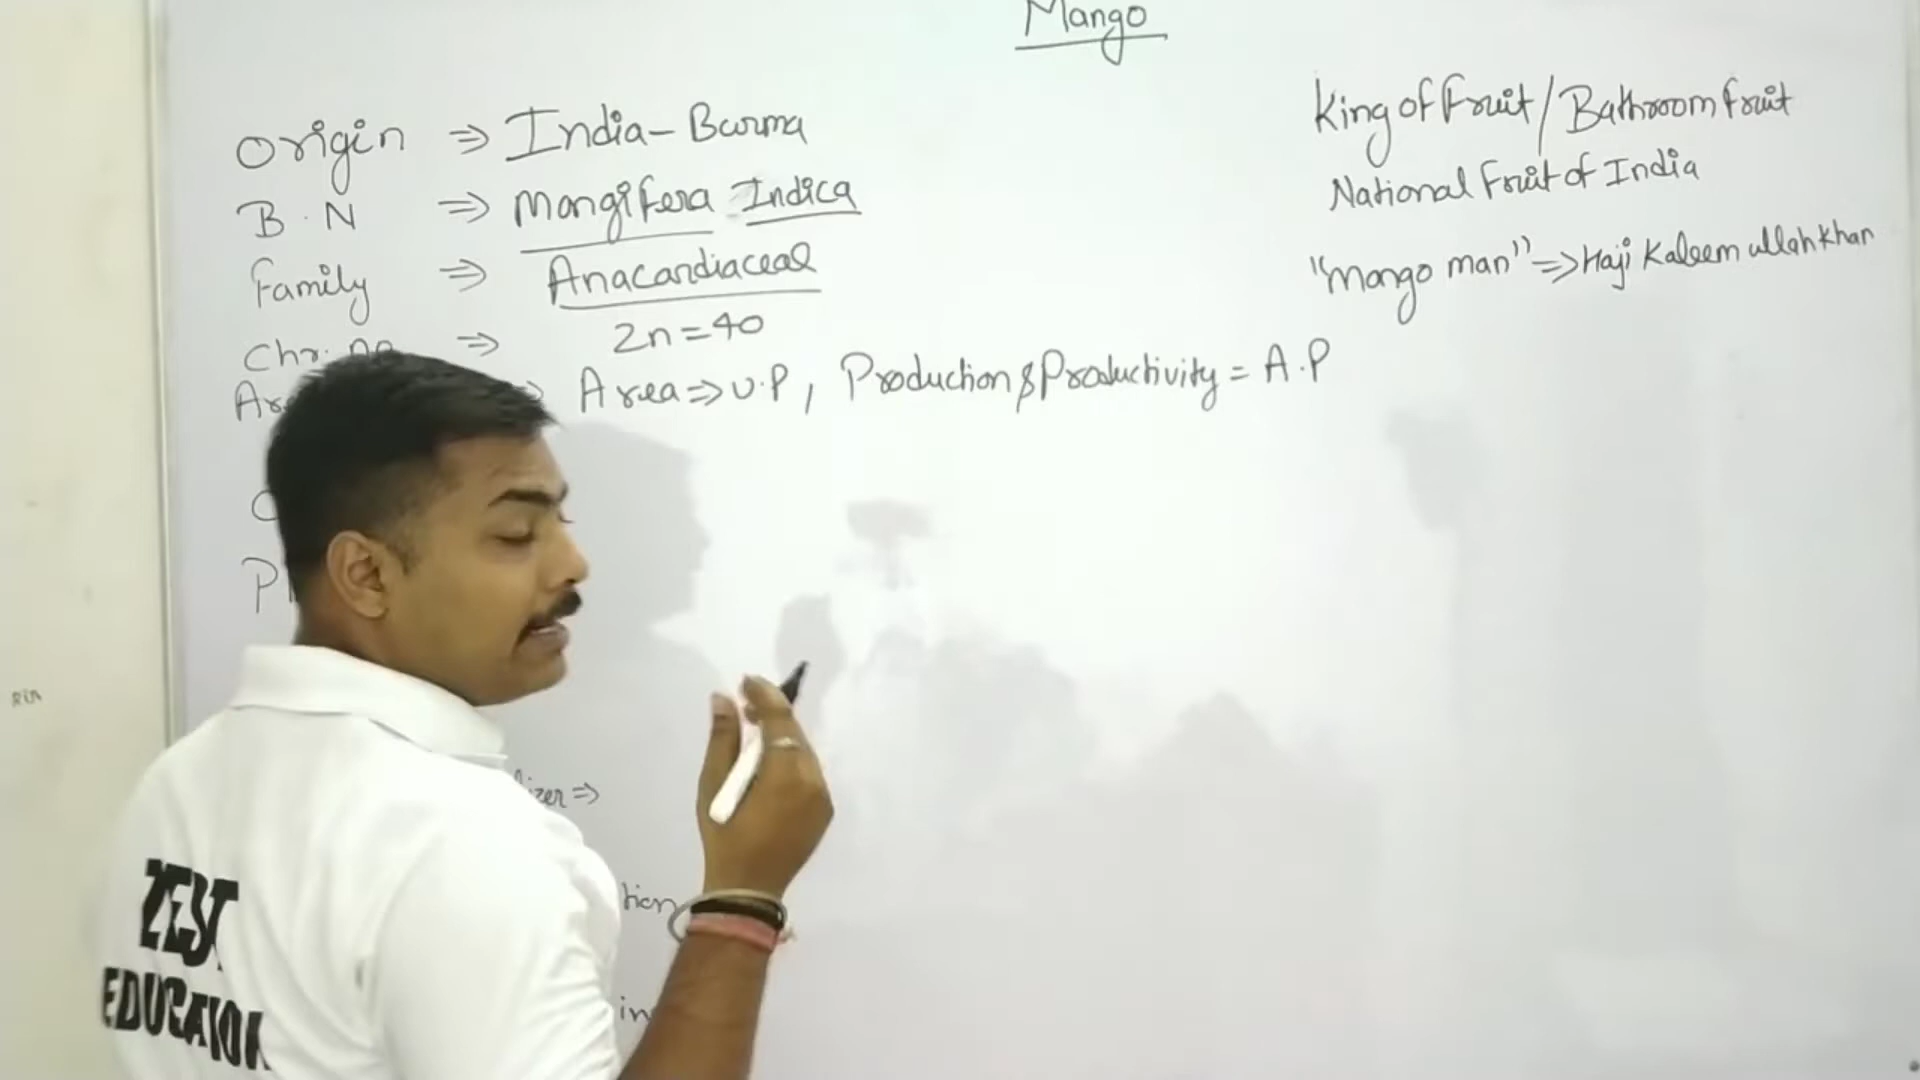 Mango
Origin ⇒ India-Burma
B.N ⇒ Mangifera Indica
Family ⇒ Anacardiaceae
Chr. no ⇒ 2n=40
Area ⇒ U.P, Production & Productivity = A.P
King of Fruit/Bathroom fruit
National Fruit of India
"Mango man" ⇒ Haji Kaleem ullah khan
ZEST
EDUCATION